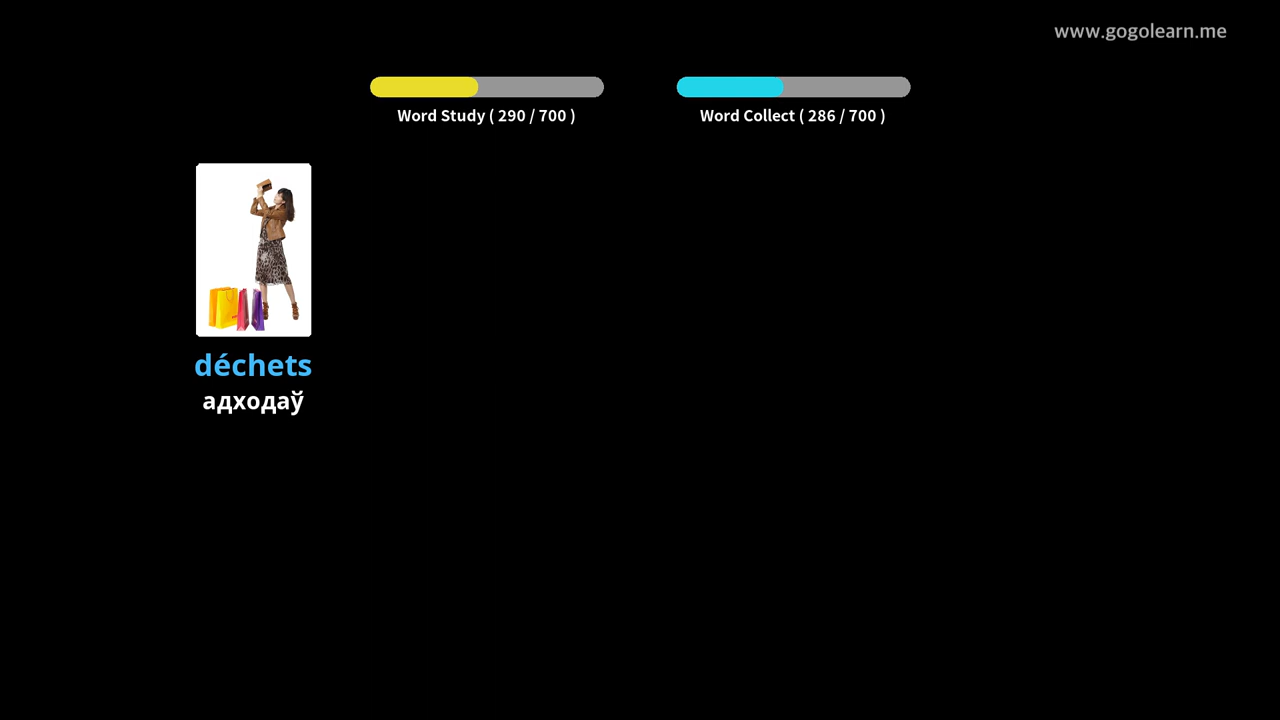 www.gogolearn.me
Word Study ( 290 / 700 )
Word Collect ( 286 / 700 )
déchets
адходаў